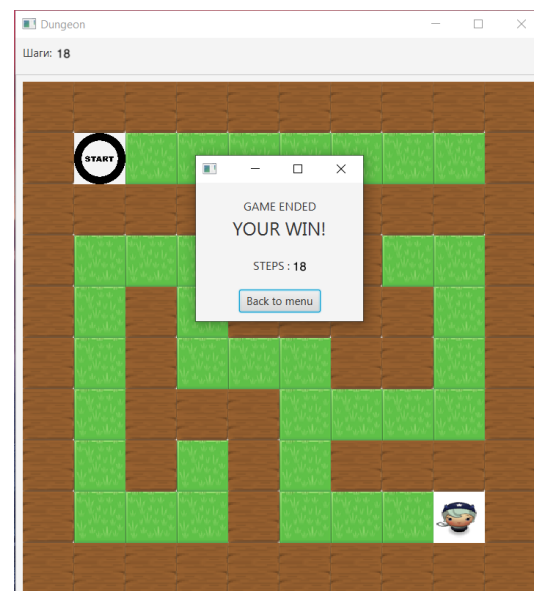 Dungeon
Шаги: 18
START
GAME ENDED
YOUR WIN!
STEPS : 18
Back to menu